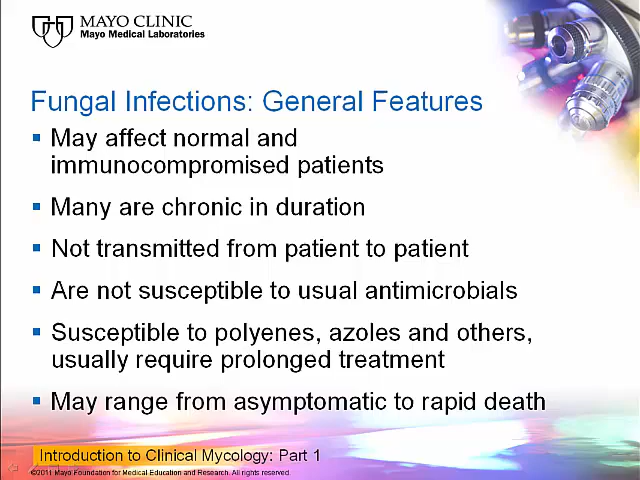 MAYO CLINIC
Mayo Medical Laboratories
Fungal Infections: General Features
May affect normal and
immunocompromised patients
Many are chronic in duration
Not transmitted from patient to patient
Are not susceptible to usual antimicrobials
Susceptible to polyenes, azoles and others,
usually require prolonged treatment
May range from asymptomatic to rapid death
Introduction to Clinical Mycology: Part 1
©2011 Mayo Foundation for Medical Education and Research. All rights reserved.